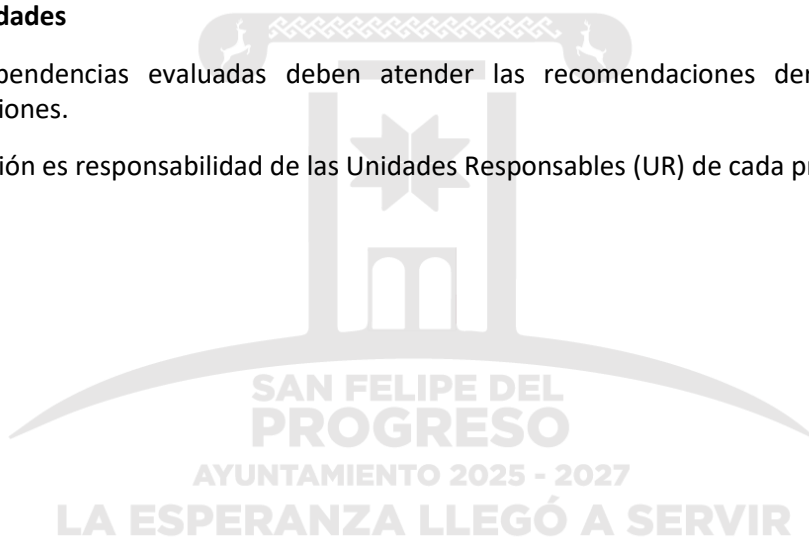 dades
pendencias evaluadas deben atender las recomendaciones der
iones.
ión es responsabilidad de las Unidades Responsables (UR) de cada p
SAN FELIPE DEL
PROGRESO
AYUNTAMIENTO 2025 - 2027
LA ESPERANZA LLEGÓ A SERVIR